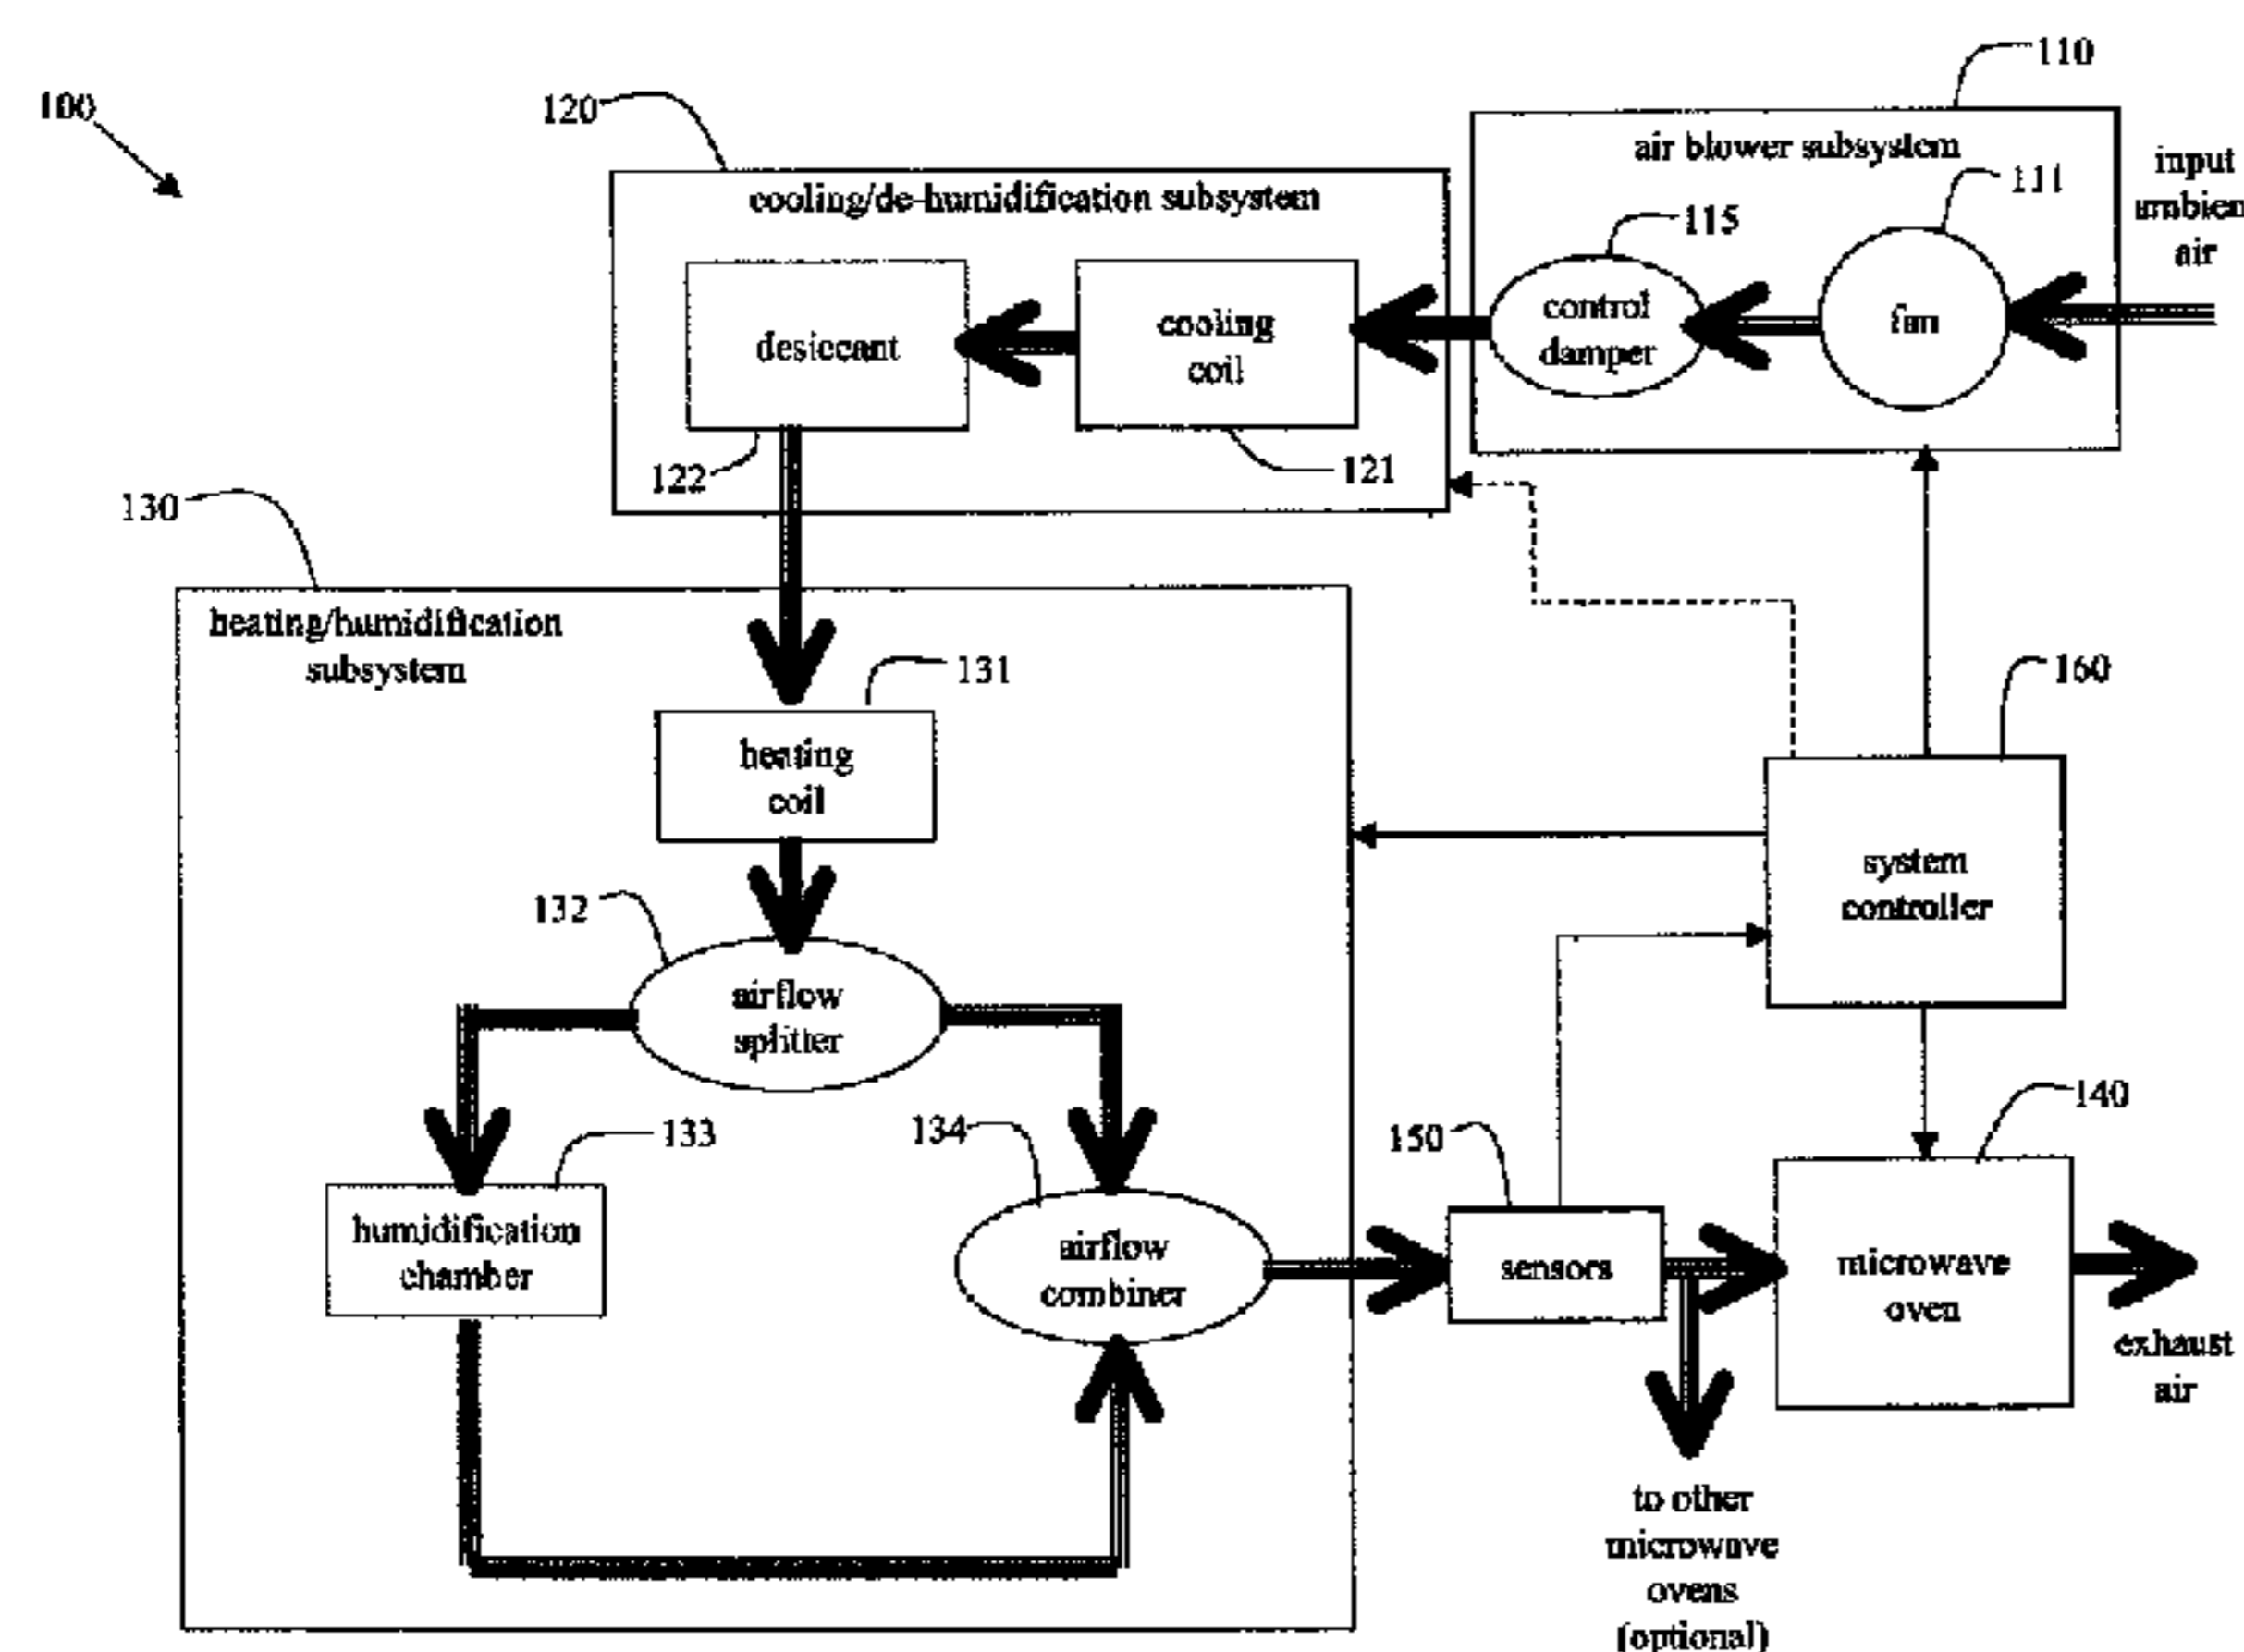 100
120
110
air blower subsystem
input
ambien
air
111
115
cooling/de-humidification subsystem
desiccant
cooling
coil
control
damper
fan
122
121
130
heating/humidification
subsystem
131
heating
coil
160
system
controller
132
airflow
splitter
133
134
150
140
humidification
chamber
airflow
combiner
sensors
microwave
oven
exhaust
air
to other
microwave
ovens
(optional)